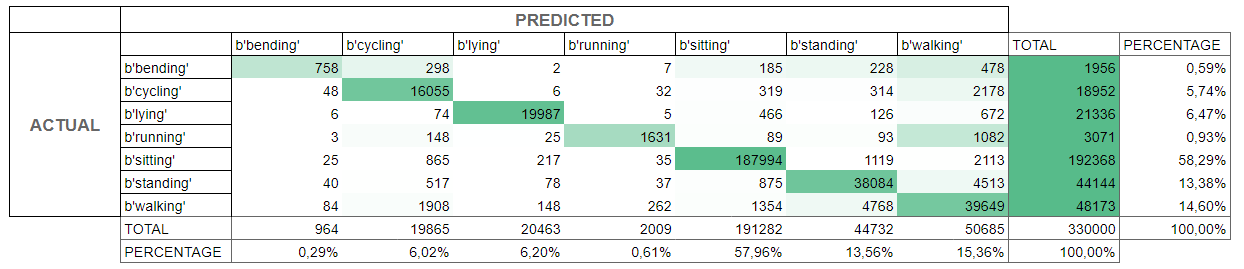 PREDICTED
b'bending' b'cycling' b'lying' b'running' b'sitting' b'standing' b'walking' TOTAL PERCENTAGE
ACTUAL
b'bending' 758 298 2 7 185 228 478 1956 0,59%
b'cycling' 48 16055 6 32 319 314 2178 18952 5,74%
b'lying' 6 74 19987 5 466 126 672 21336 6,47%
b'running' 3 148 25 1631 89 93 1082 3071 0,93%
b'sitting' 25 865 217 35 187994 1119 2113 192368 58,29%
b'standing' 40 517 78 37 875 38084 4513 44144 13,38%
b'walking' 84 1908 148 262 1354 4768 39649 48173 14,60%
TOTAL 964 19865 20463 2009 191282 44732 50685 330000 100,00%
PERCENTAGE 0,29% 6,02% 6,20% 0,61% 57,96% 13,56% 15,36% 100,00%